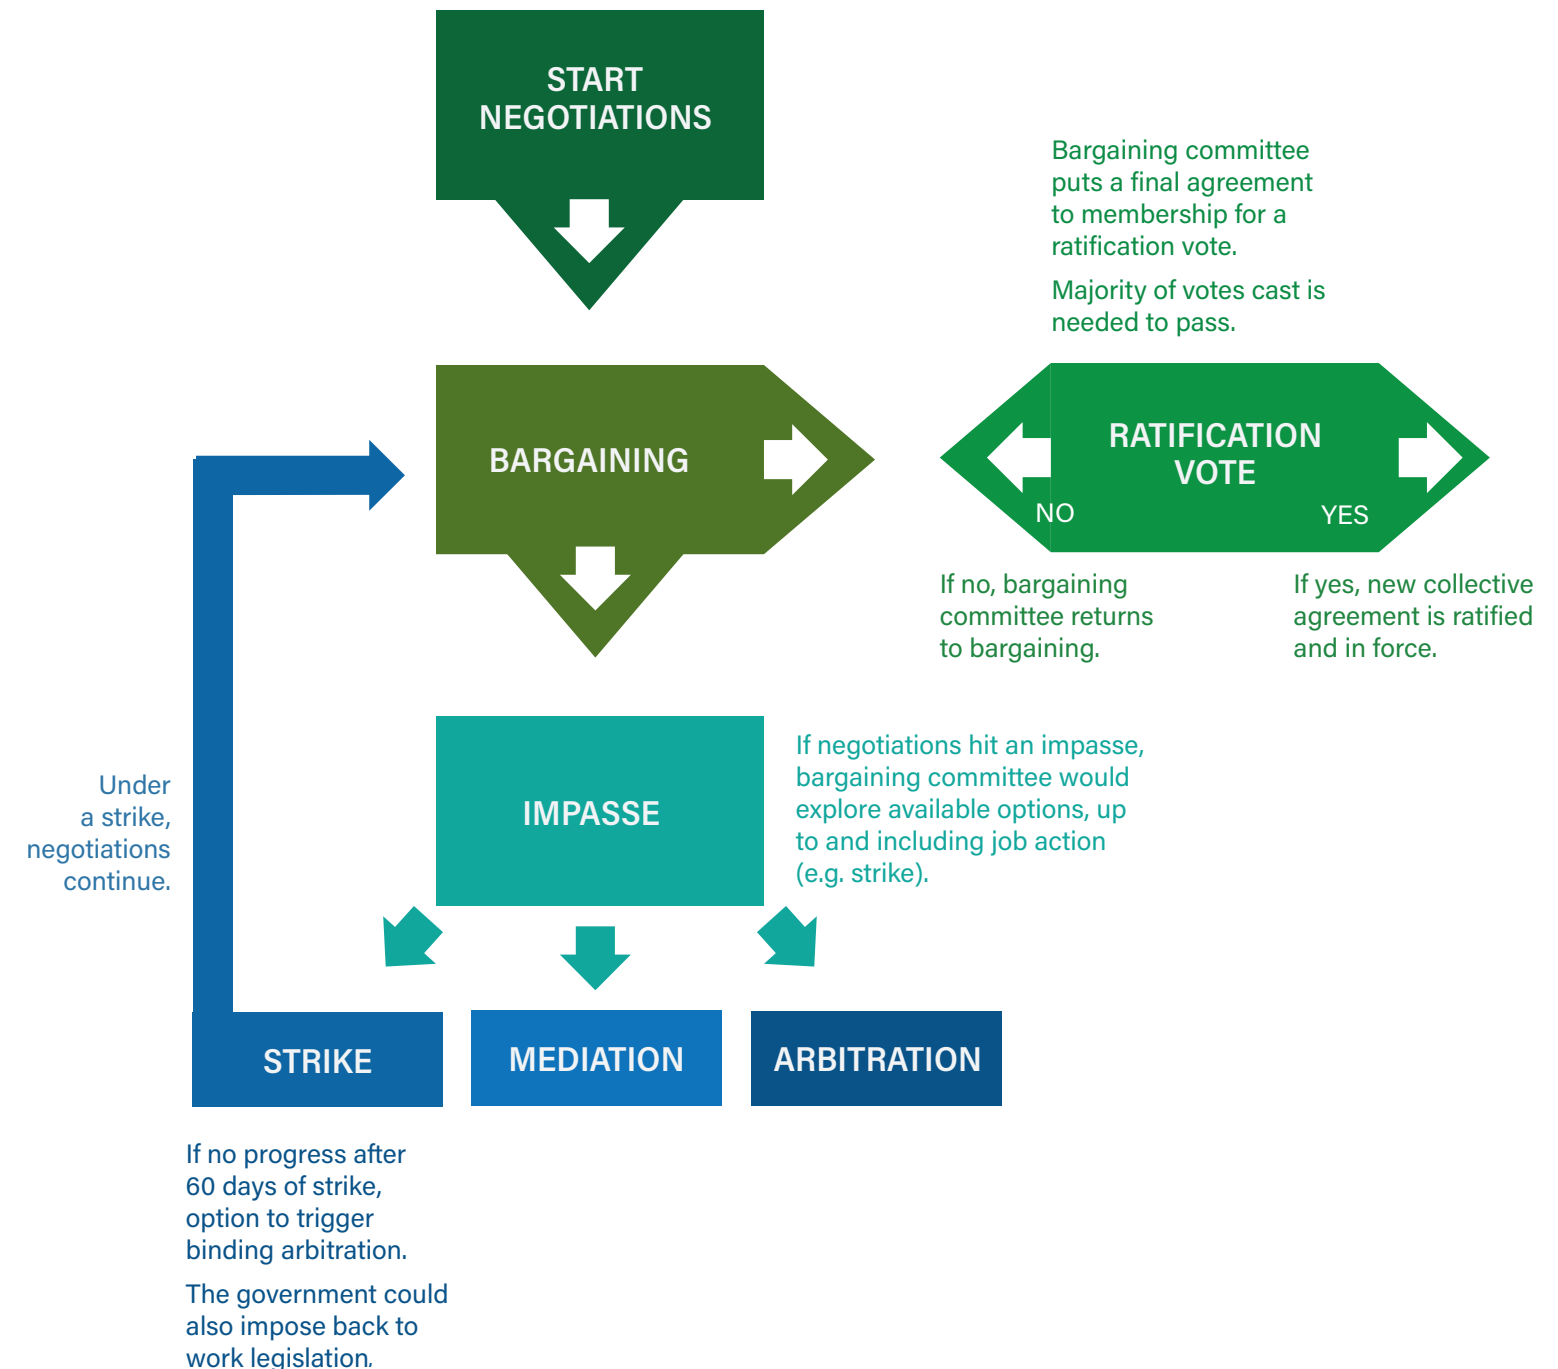 START
NEGOTIATIONS
Bargaining committee
puts a final agreement
to membership for a
ratification vote.
Majority of votes cast is
needed to pass.
BARGAINING
RATIFICATION
VOTE
NO
YES
If no, bargaining
committee returns
to bargaining.
If yes, new collective
agreement is ratified
and in force.
IMPASSE
If negotiations hit an impasse,
bargaining committee would
explore available options, up
to and including job action
(e.g. strike).
Under
a strike,
negotiations
continue.
STRIKE
MEDIATION
ARBITRATION
If no progress after
60 days of strike,
option to trigger
binding arbitration.
The government could
also impose back to
work legislation,